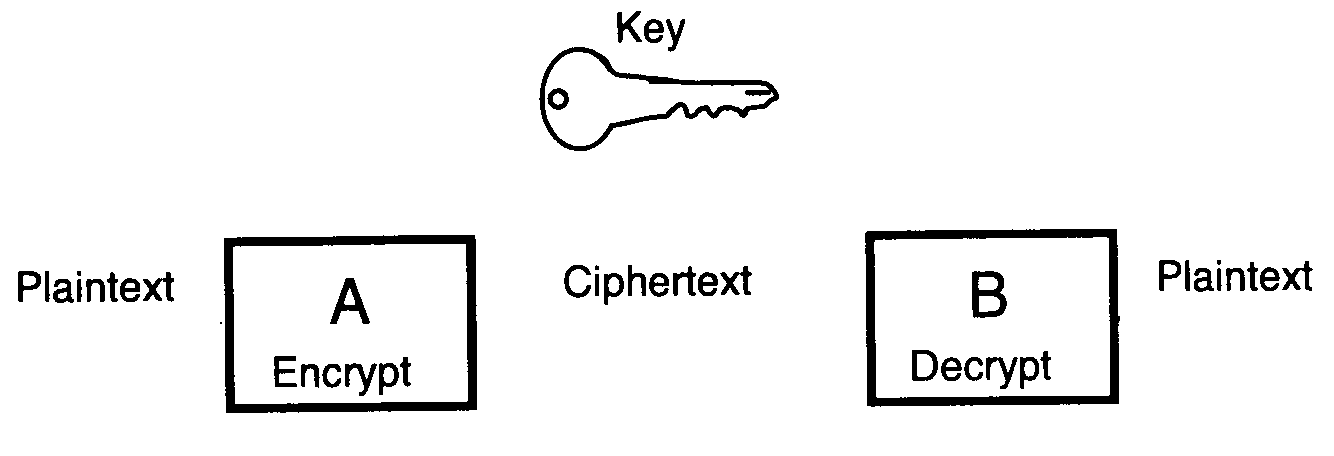 Key
Plaintext
A
Encrypt
Ciphertext
B
Decrypt
Plaintext